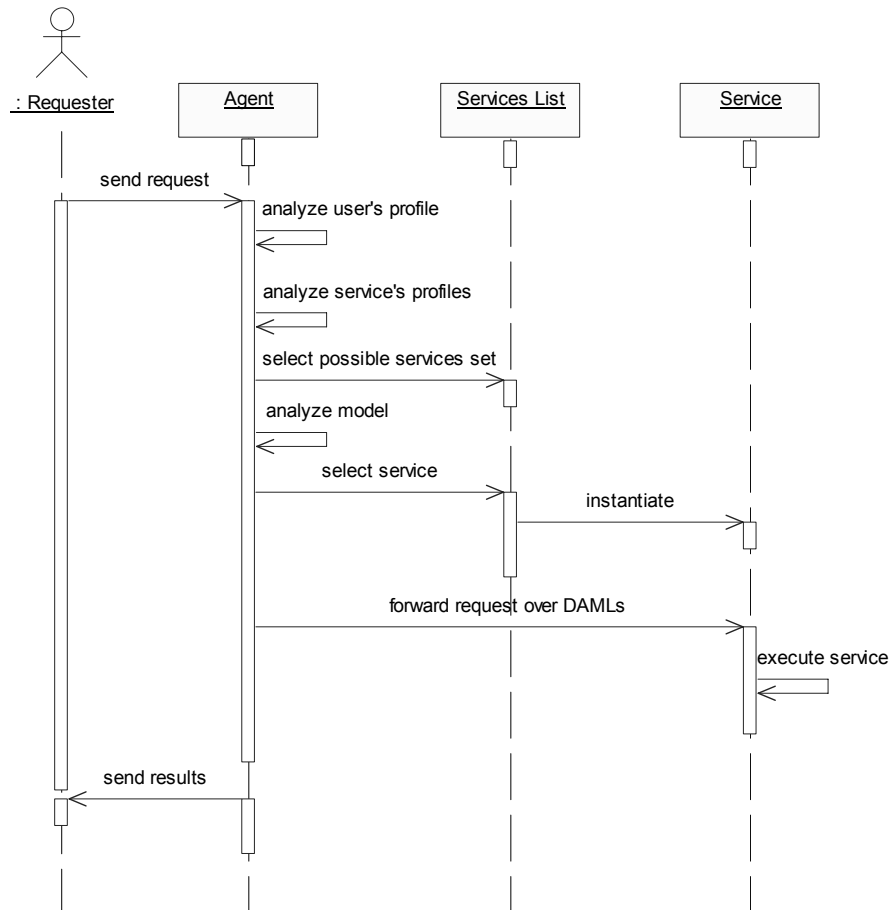 : Requester
Agent
Services List
Service
send request
analyze user's profile
analyze service's profiles
select possible services set
analyze model
select service
instantiate
forward request over DAMLs
execute service
send results